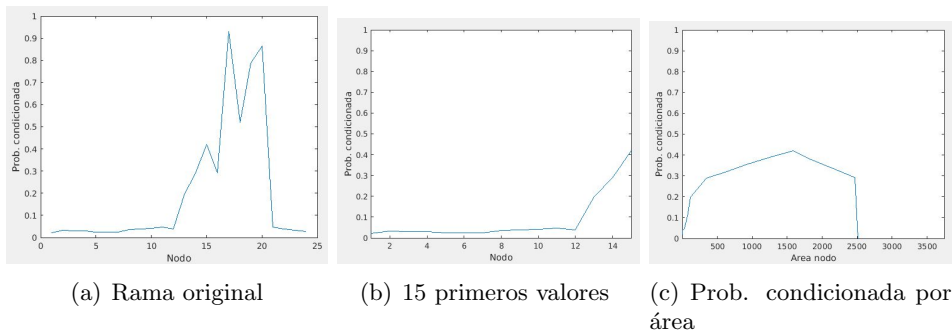 1
0.9
0.8
0.7
0.6
0.5
0.4
0.3
0.2
0.1
0
0 5 10 15 20 25
Prob. condicionada
Nodo
(a) Rama original
1
0.9
0.8
0.7
0.6
0.5
0.4
0.3
0.2
0.1
0
2 4 6 8 10 12 14
Prob. condicionada
Nodo
(b) 15 primeros valores
1
0.9
0.8
0.7
0.6
0.5
0.4
0.3
0.2
0.1
0
500 1000 1500 2000 2500 3000 3500
Prob. condicionada
Area nodo
(c) Prob. condicionada por
área